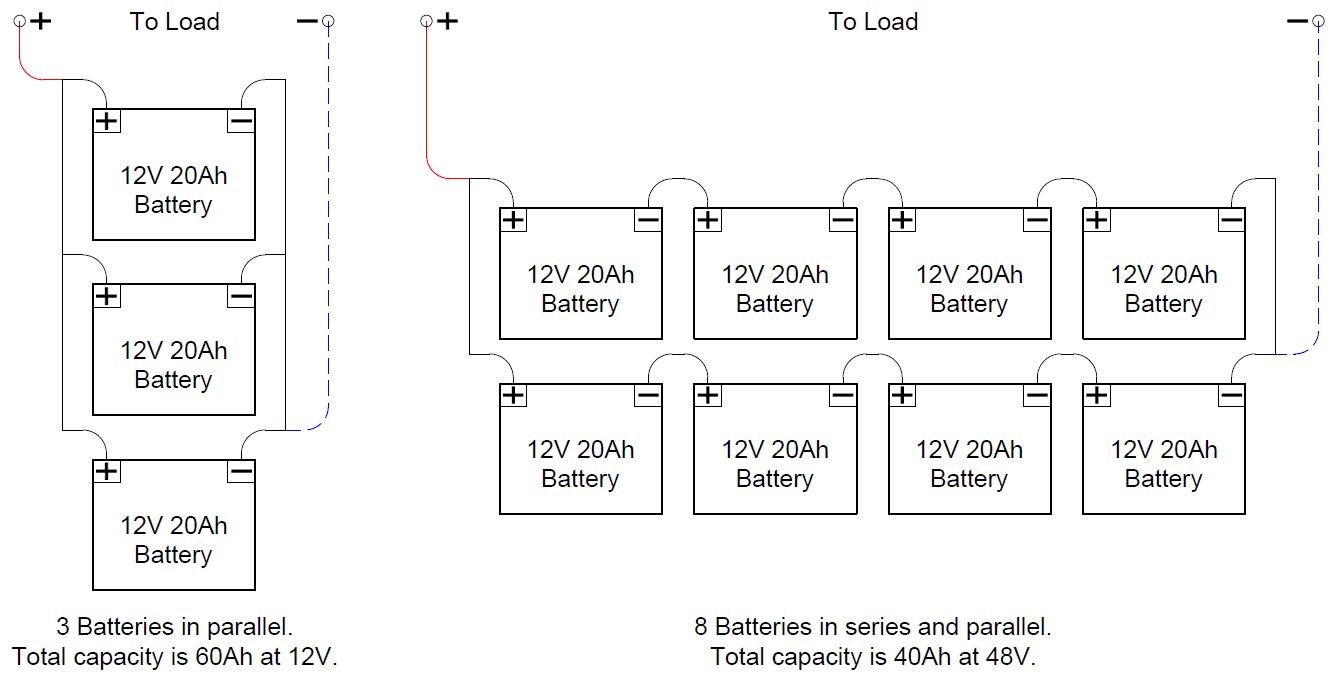 + To Load −
+ −
12V 20Ah
Battery
+ −
12V 20Ah
Battery
+ −
12V 20Ah
Battery
3 Batteries in parallel.
Total capacity is 60Ah at 12V.
+ To Load −
+ − + − + − + −
12V 20Ah 12V 20Ah 12V 20Ah 12V 20Ah
Battery Battery Battery Battery
+ − + − + − + −
12V 20Ah 12V 20Ah 12V 20Ah 12V 20Ah
Battery Battery Battery Battery
8 Batteries in series and parallel.
Total capacity is 40Ah at 48V.